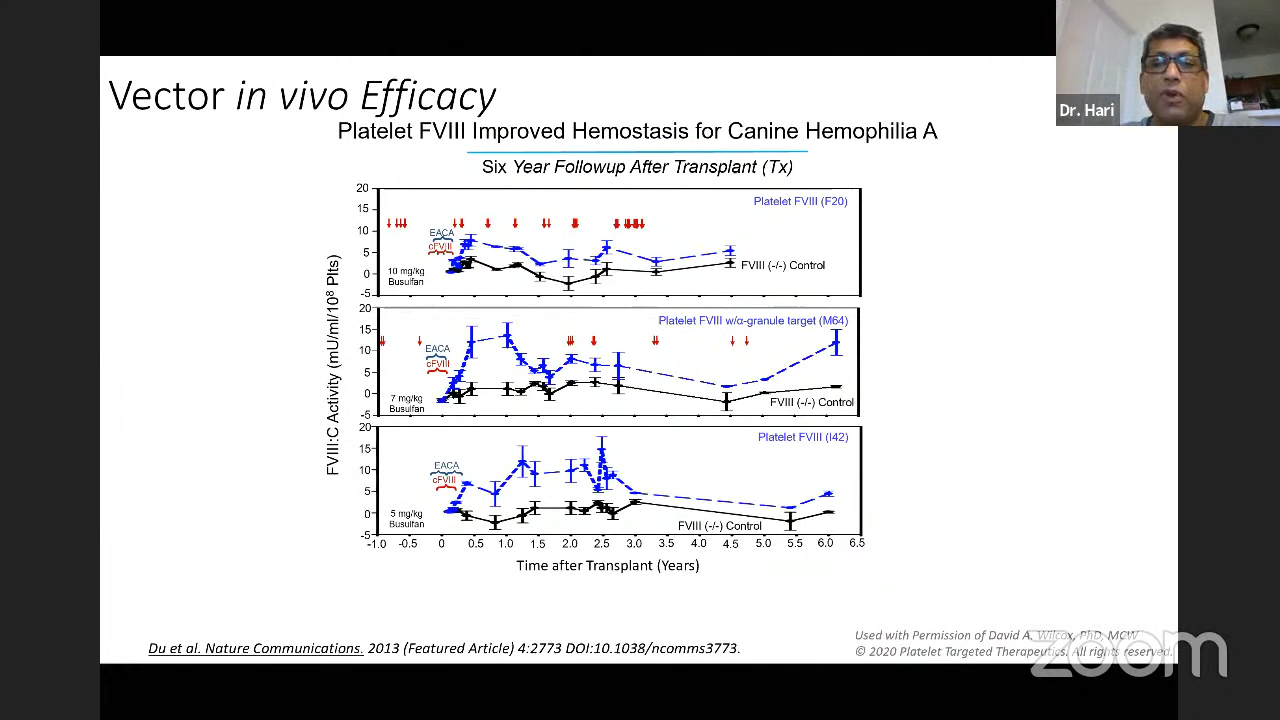 Vector in vivo Efficacy
Dr. Hari
Platelet FVIII Improved Hemostasis for Canine Hemophilia A
Six Year Followup After Transplant (Tx)
FVIII:C Activity (mU/ml/10⁸ Plts)
20
15
10
5
0
-5
Platelet FVIII (F20)
EACA
cFVIII
10 mg/kg
Busulfan
FVIII (-/-) Control
20
15
10
5
0
-5
Platelet FVIII w/α-granule target (M64)
EACA
cFVIII
7 mg/kg
Busulfan
FVIII (-/-) Control
20
15
10
5
0
-5
Platelet FVIII (I42)
EACA
cFVIII
5 mg/kg
Busulfan
FVIII (-/-) Control
-1.0 -0.5 0 0.5 1.0 1.5 2.0 2.5 3.0 3.5 4.0 4.5 5.0 5.5 6.0 6.5
Time after Transplant (Years)
Du et al. Nature Communications. 2013 (Featured Article) 4:2773 DOI:10.1038/ncomms3773.
Used with Permission of David A. Wilcox, PhD, MCW
© 2020 Platelet Targeted Therapeutics. All rights reserved.
zoom